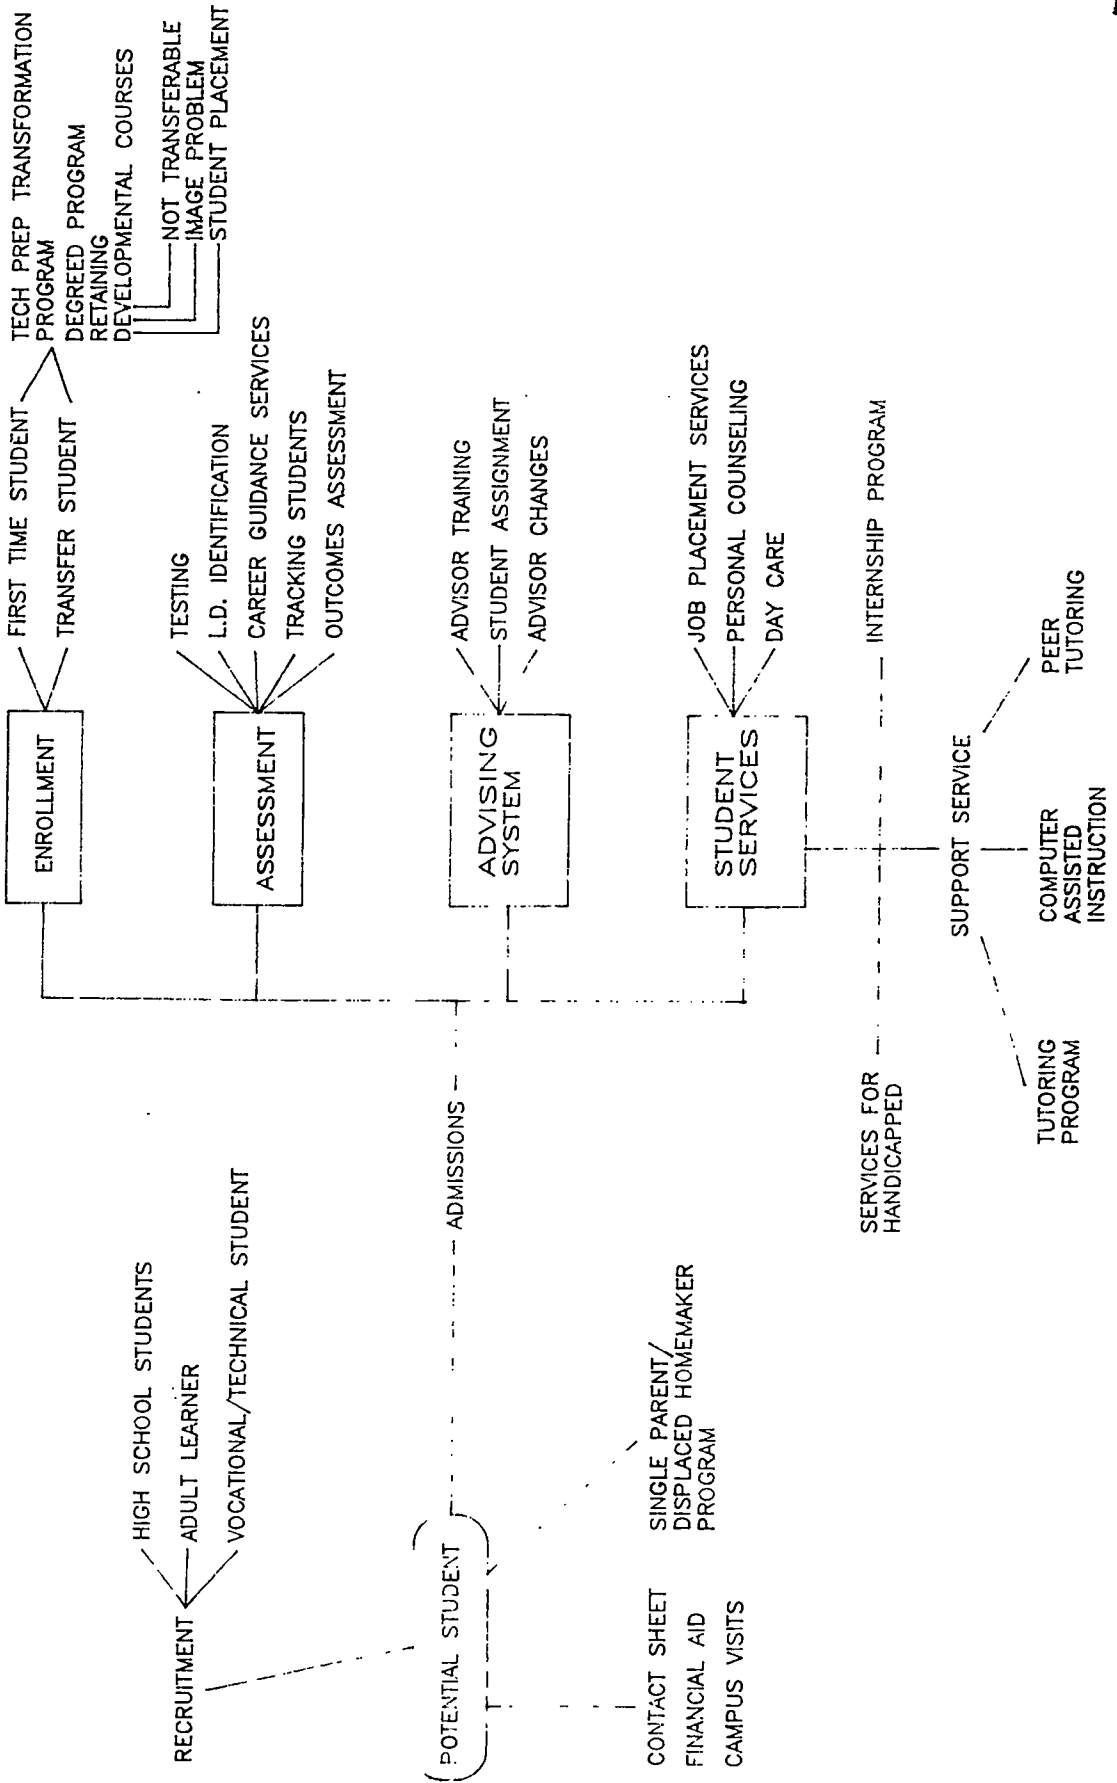 RECRUITMENT
HIGH SCHOOL STUDENTS
ADULT LEARNER
VOCATIONAL/TECHNICAL STUDENT
POTENTIAL STUDENT
CONTACT SHEET
FINANCIAL AID
CAMPUS VISITS
SINGLE PARENT/
DISPLACED HOMEMAKER
PROGRAM
ADMISSIONS
ENROLLMENT
FIRST TIME STUDENT
TRANSFER STUDENT
TECH PREP TRANSFORMATION
PROGRAM
DEGREED PROGRAM
RETAINING
DEVELOPMENTAL COURSES
NOT TRANSFERABLE
IMAGE PROBLEM
STUDENT PLACEMENT
ASSESSMENT
TESTING
L.D. IDENTIFICATION
CAREER GUIDANCE SERVICES
TRACKING STUDENTS
OUTCOMES ASSESSMENT
ADVISING
SYSTEM
ADVISOR TRAINING
STUDENT ASSIGNMENT
ADVISOR CHANGES
STUDENT
SERVICES
JOB PLACEMENT SERVICES
PERSONAL COUNSELING
DAY CARE
SERVICES FOR
HANDICAPPED
INTERNSHIP PROGRAM
SUPPORT SERVICE
TUTORING
PROGRAM
COMPUTER
ASSISTED
INSTRUCTION
PEER
TUTORING